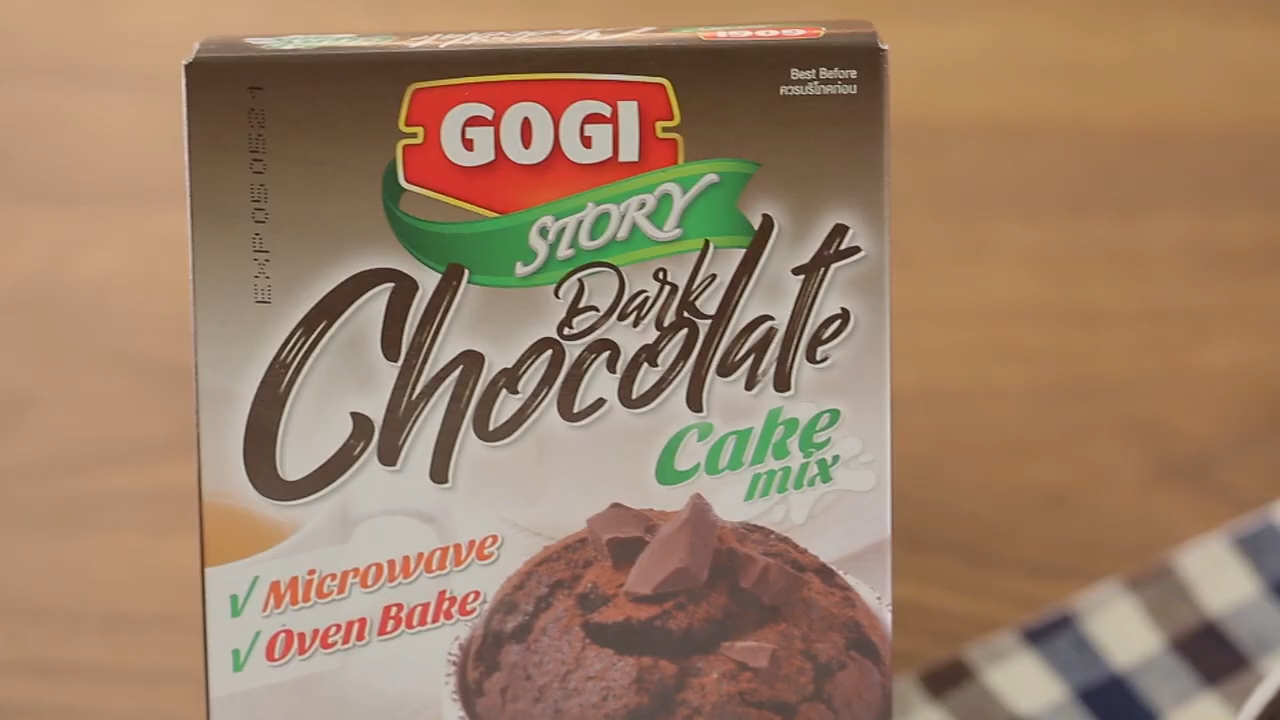 GOGI
Best Before
ควรบริโภคก่อน
GOGI
STORY
Dark
Chocolate
Cake
mix
√ Microwave
√ Oven Bake